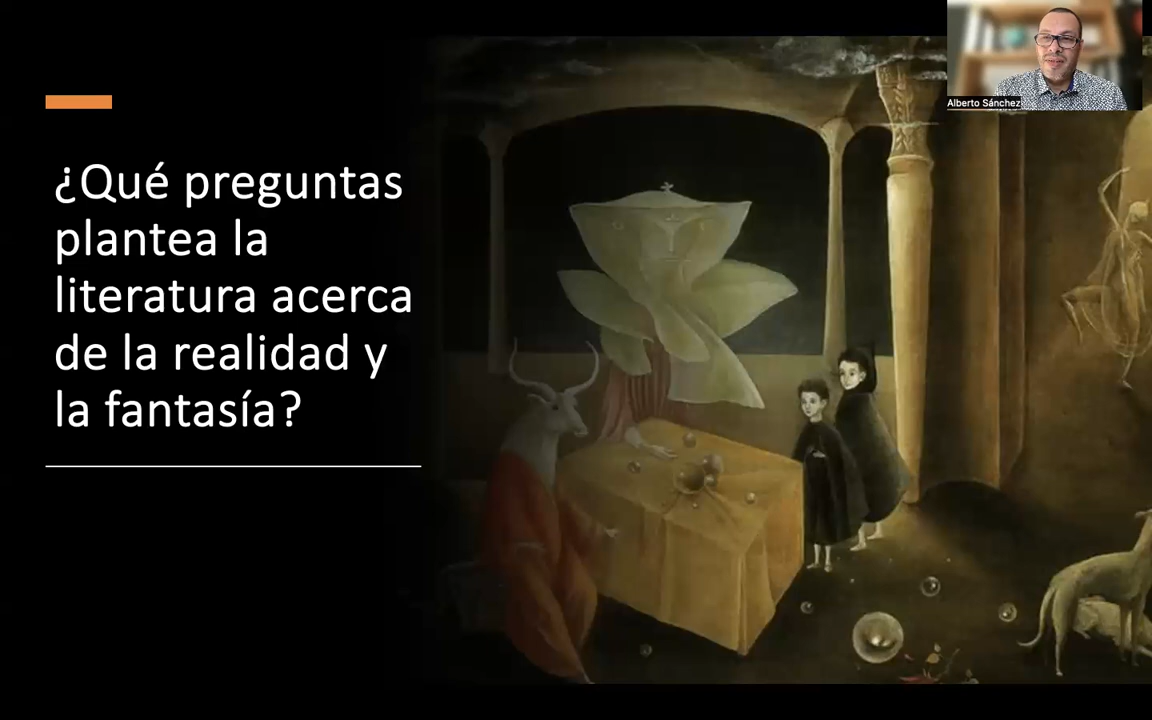 ¿Qué preguntas
plantea la
literatura acerca
de la realidad y
la fantasía?
Alberto Sánchez